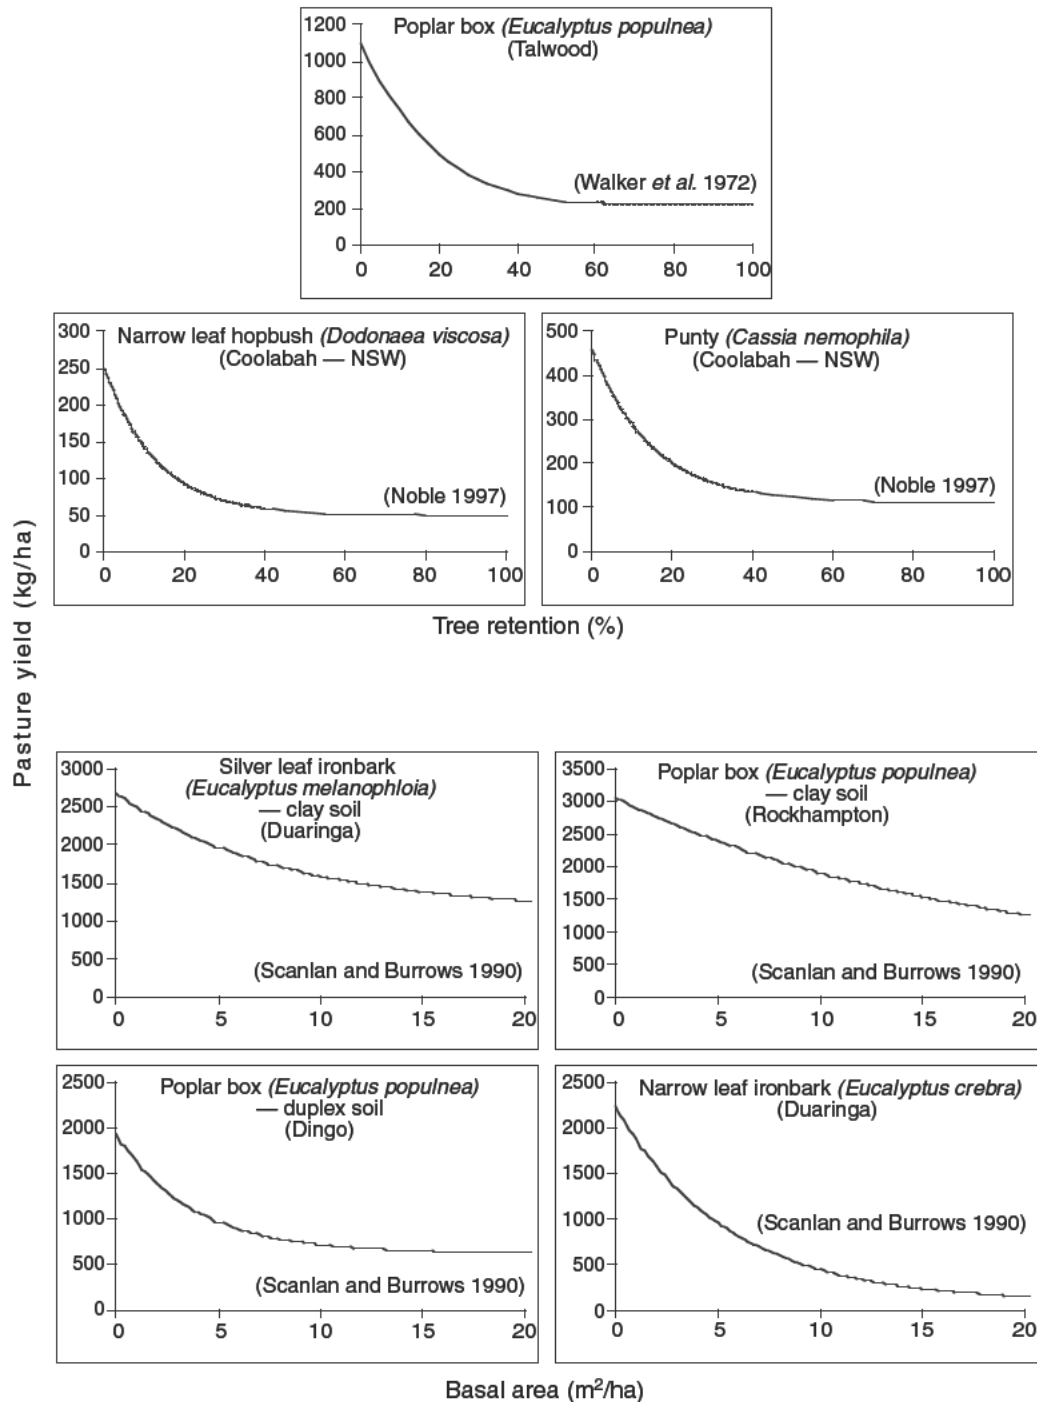 Pasture yield (kg/ha)
Poplar box (Eucalyptus populnea)
(Talwood)
(Walker et al. 1972)
1200
1000
800
600
400
200
0
0 20 40 60 80 100
Narrow leaf hopbush (Dodonaea viscosa)
(Coolabah — NSW)
(Noble 1997)
300
250
200
150
100
50
0
0 20 40 60 80 100
Punty (Cassia nemophila)
(Coolabah — NSW)
(Noble 1997)
500
400
300
200
100
0
0 20 40 60 80 100
Tree retention (%)
Silver leaf ironbark
(Eucalyptus melanophloia)
— clay soil
(Duaringa)
(Scanlan and Burrows 1990)
3000
2500
2000
1500
1000
500
0
0 5 10 15 20
Poplar box (Eucalyptus populnea)
— clay soil
(Rockhampton)
(Scanlan and Burrows 1990)
3500
3000
2500
2000
1500
1000
500
0
0 5 10 15 20
Poplar box (Eucalyptus populnea)
— duplex soil
(Dingo)
(Scanlan and Burrows 1990)
2500
2000
1500
1000
500
0
0 5 10 15 20
Narrow leaf ironbark (Eucalyptus crebra)
(Duaringa)
(Scanlan and Burrows 1990)
2500
2000
1500
1000
500
0
0 5 10 15 20
Basal area (m²/ha)